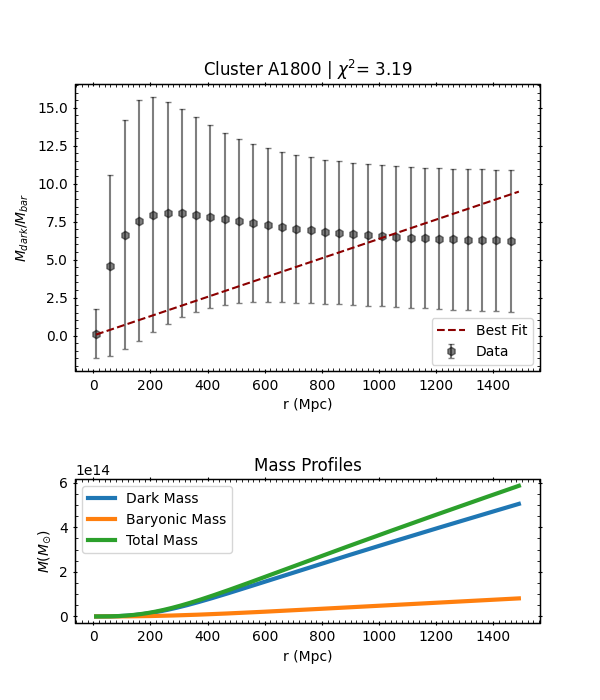 Cluster A1800 | χ²= 3.19
M_dark/M_bar
15.0
12.5
10.0
7.5
5.0
2.5
0.0
Best Fit
Data
0 200 400 600 800 1000 1200 1400
r (Mpc)
Mass Profiles
1e14
M(M_⊙)
6
4
2
0
Dark Mass
Baryonic Mass
Total Mass
0 200 400 600 800 1000 1200 1400
r (Mpc)